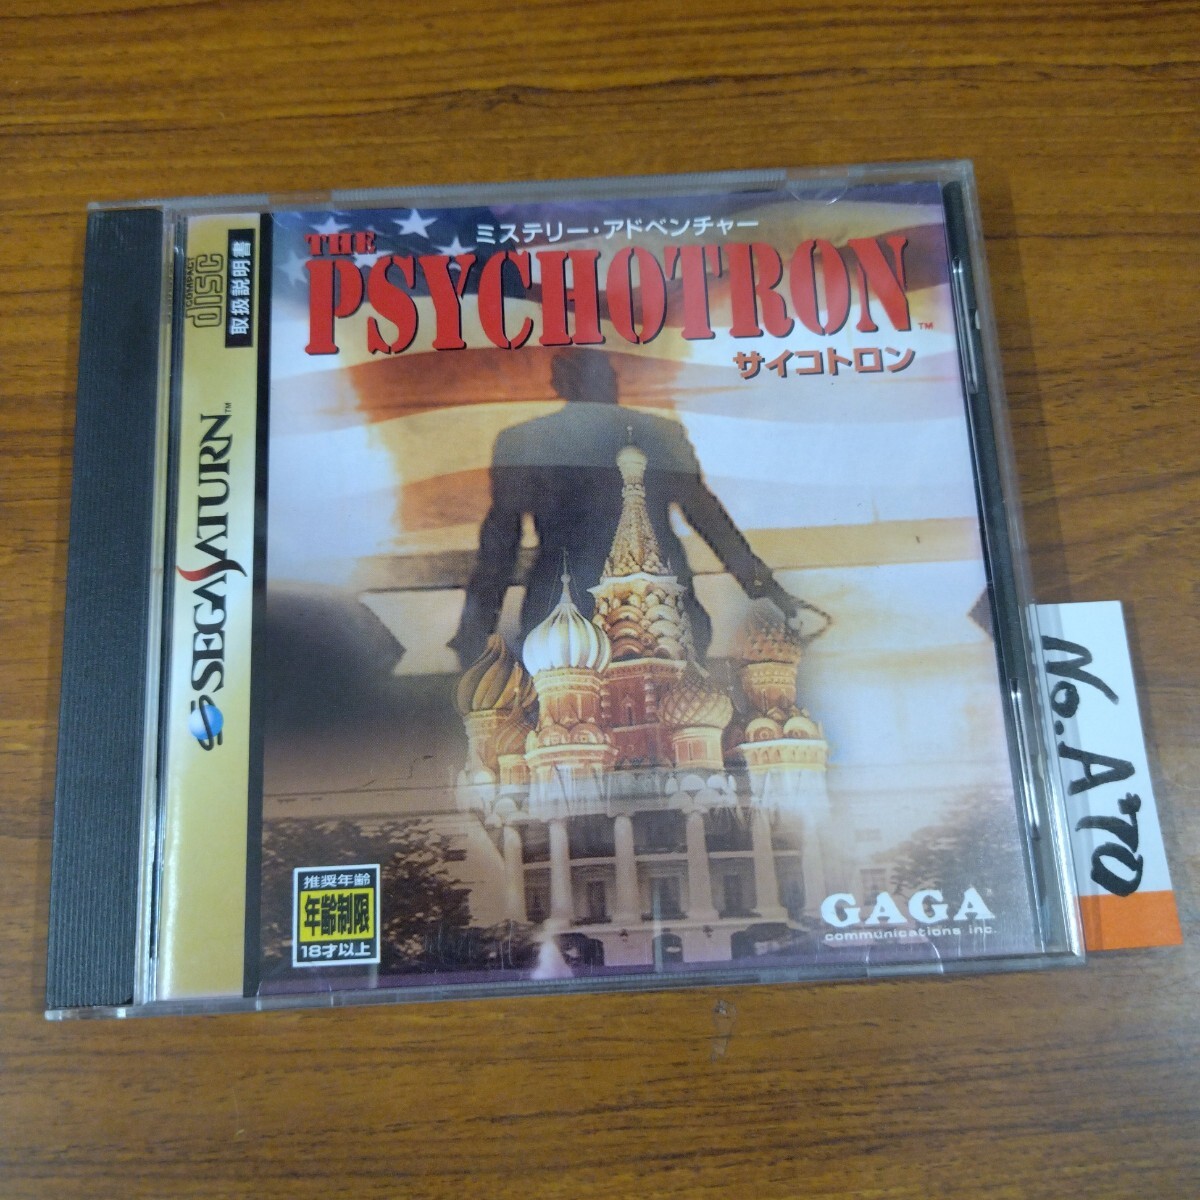 ミステリー・アドベンチャー
THE
PSYCHOTRON™
サイコトロン
COMPACT
disc
取扱説明書
SEGA SATURN™
推奨年齢
年齢制限
18才以上
GAGA
communications inc.
No. A70